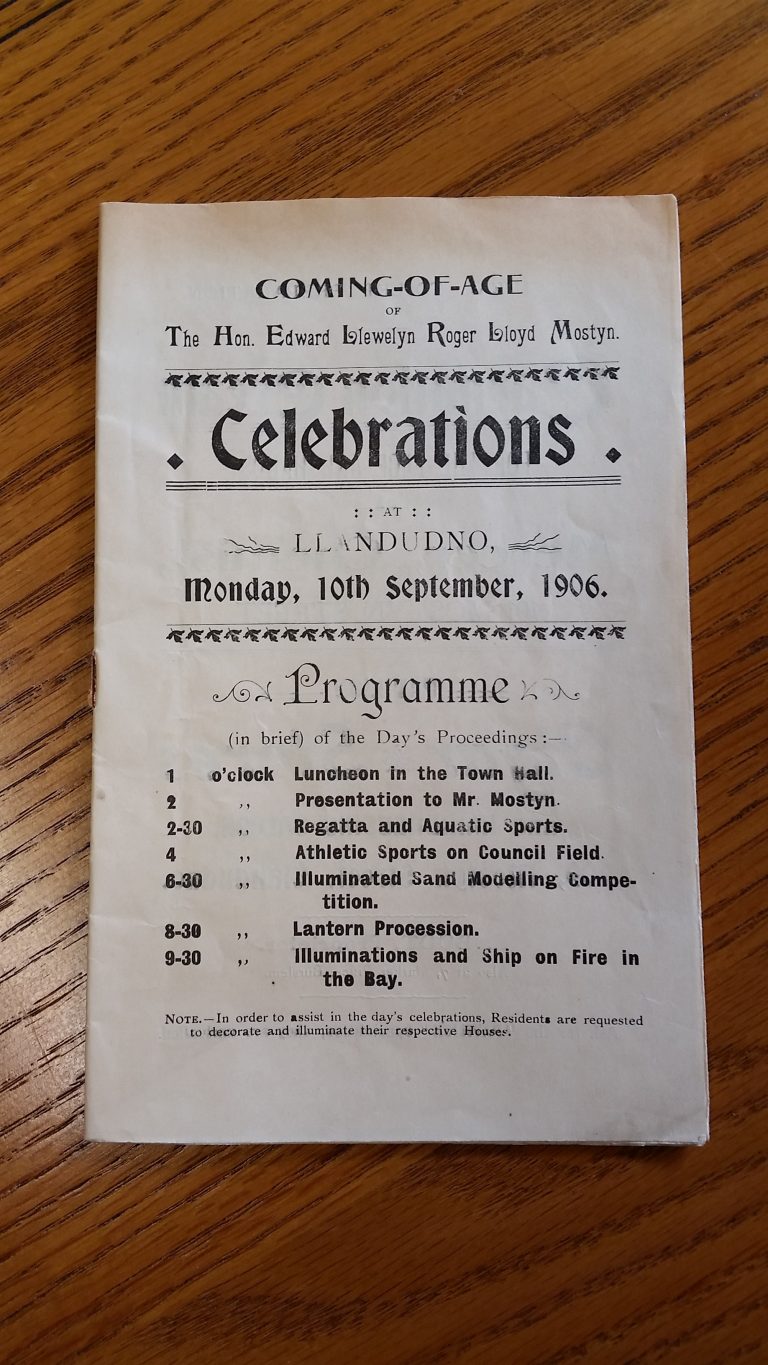 COMING-OF-AGE
OF
The Hon. Edward Llewelyn Roger Lloyd Mostyn.
. Celebrations .
: : AT : :
LLANDUDNO,
Monday, 10th September, 1906.
Programme
(in brief) of the Day's Proceedings :—
1 o'clock Luncheon in the Town Hall.
2 ,, Presentation to Mr. Mostyn.
2-30 ,, Regatta and Aquatic Sports.
4 ,, Athletic Sports on Council Field.
6-30 ,, Illuminated Sand Modelling Compe-
tition.
8-30 ,, Lantern Procession.
9-30 ,, Illuminations and Ship on Fire in
the Bay.
NOTE.—In order to assist in the day's celebrations, Residents are requested
to decorate and illuminate their respective Houses.